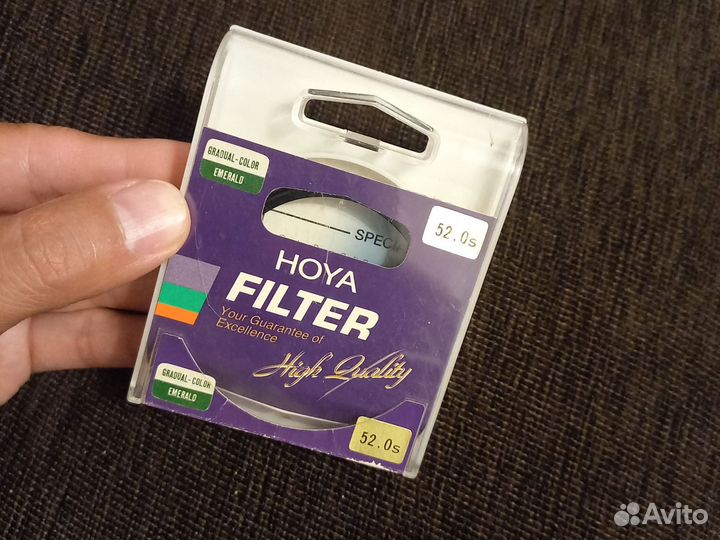 GRADUAL-COLOR
EMERALD
52.0s
SPECI
HOYA
FILTER
Your Guarantee of
Excellence
High Quality
GRADUAL-COLOR
EMERALD
52.0s
Avito